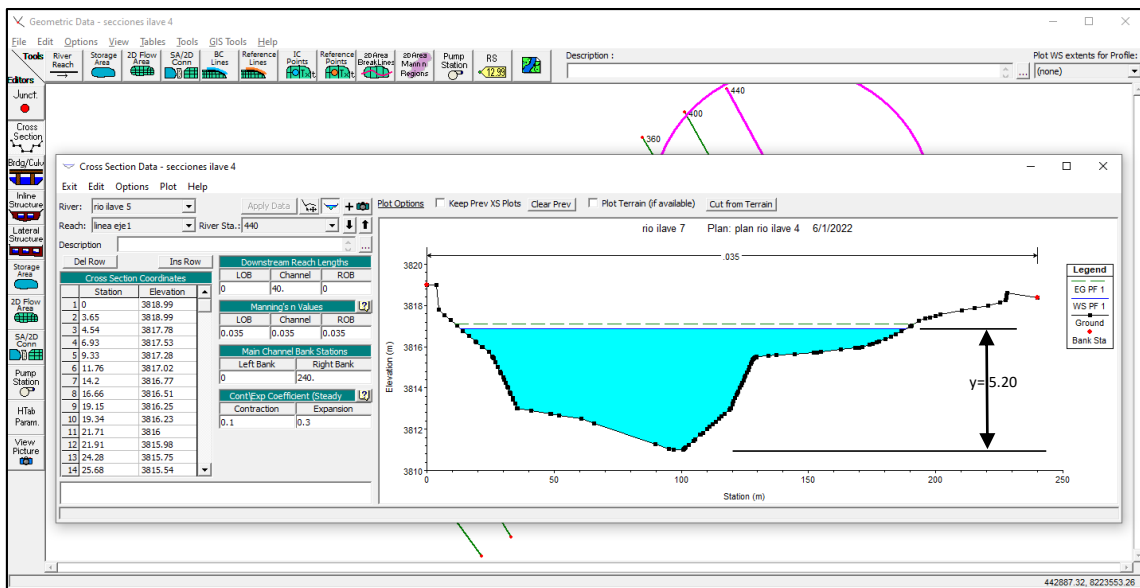 Geometric Data - secciones ilave 4
File Edit Options View Tables Tools GIS Tools Help
Tools
Editors
River Reach
Storage Area
2D Flow Area
SA/2D Conn
BC Lines
Reference Lines
IC Points
Reference Points
2D Area BreakLines
2D Area Mann n Regions
Pump Station
RS
12.99
Description :
...
Plot WS extents for Profile:
(none)
Junct.
Cross Section
Brdg/Culv
Inline Structure
Lateral Structure
Storage Area
2D Flow Area
SA/2D Conn
Pump Station
HTab Param.
View Picture
440
400
360
Cross Section Data - secciones ilave 4
Exit Edit Options Plot Help
River: rio ilave 5
Apply Data
Reach: linea eje1 River Sta.: 440
Description
...
Del Row Ins Row
Cross Section Coordinates
Station Elevation
1 0 3818.99
2 3.65 3818.99
3 4.54 3817.78
4 6.93 3817.53
5 9.33 3817.28
6 11.76 3817.02
7 14.2 3816.77
8 16.66 3816.51
9 19.15 3816.25
10 19.34 3816.23
11 21.71 3816
12 21.91 3815.98
13 24.28 3815.75
14 25.68 3815.54
Downstream Reach Lengths
LOB Channel ROB
0 40. 0
Manning's n Values
LOB Channel ROB
0.035 0.035 0.035
Main Channel Bank Stations
Left Bank Right Bank
0 240.
Cont\Exp Coefficient (Steady
Contraction Expansion
0.1 0.3
Plot Options Keep Prev XS Plots Clear Prev Plot Terrain (if available) Cut from Terrain
rio ilave 7 Plan: plan rio ilave 4 6/1/2022
.035
Elevation (m)
3820
3818
3816
3814
3812
3810
0 50 100 150 200 250
Station (m)
y= 5.20
Legend
EG PF 1
WS PF 1
Ground
Bank Sta
442887.32, 8223553.26